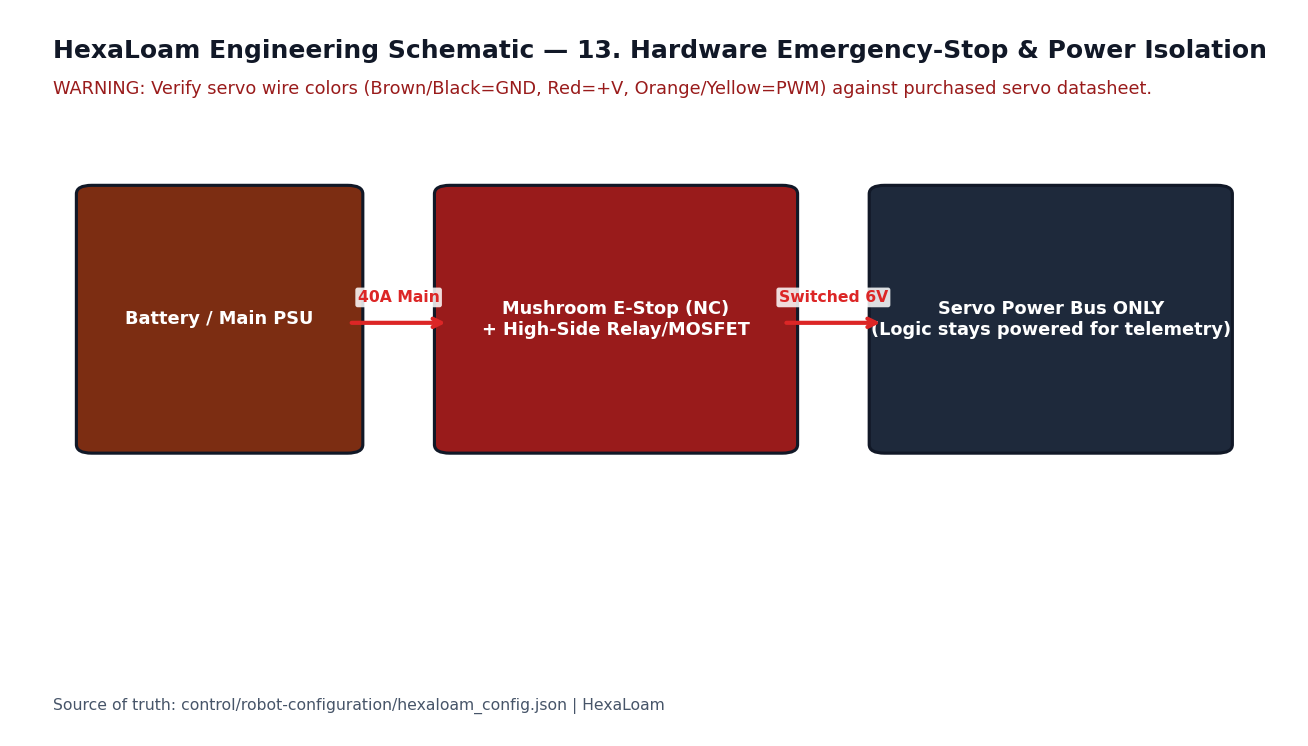 HexaLoam Engineering Schematic — 13. Hardware Emergency-Stop & Power Isolation
WARNING: Verify servo wire colors (Brown/Black=GND, Red=+V, Orange/Yellow=PWM) against purchased servo datasheet.
Battery / Main PSU
40A Main
Mushroom E-Stop (NC)
+ High-Side Relay/MOSFET
Switched 6V
Servo Power Bus ONLY
(Logic stays powered for telemetry)
Source of truth: control/robot-configuration/hexaloam_config.json | HexaLoam